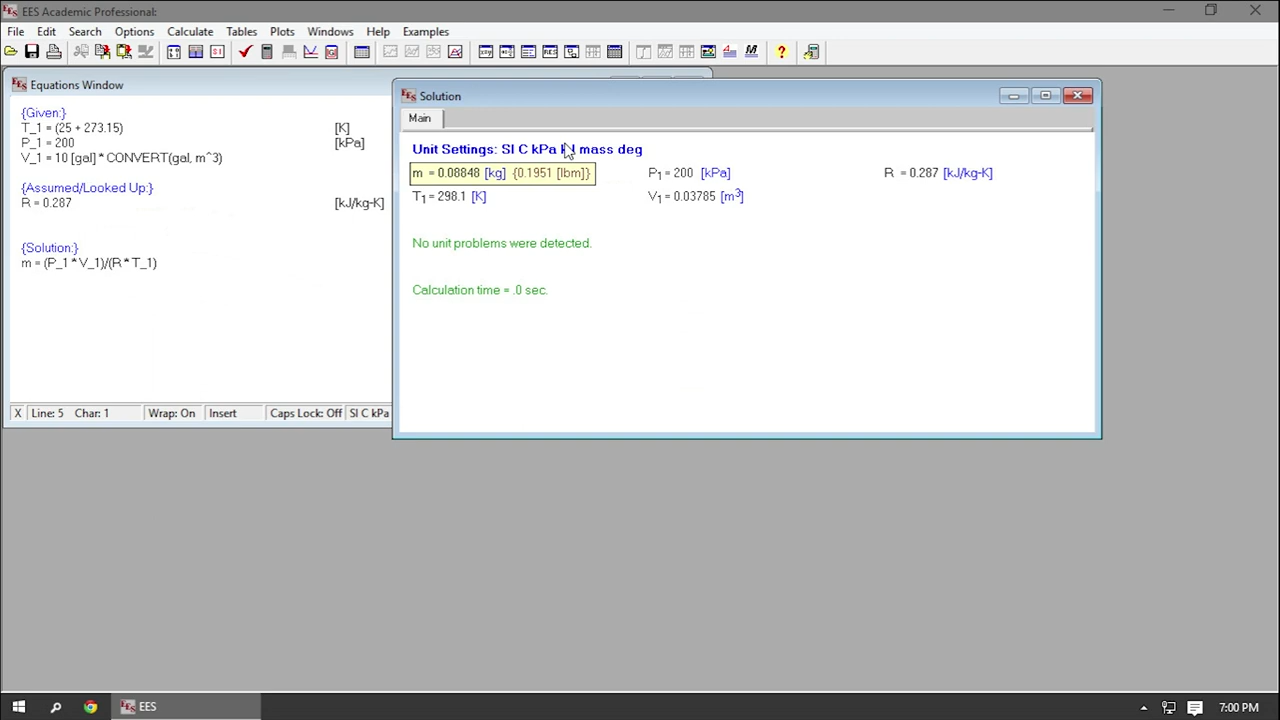 EES Academic Professional:
File Edit Search Options Calculate Tables Plots Windows Help Examples
Equations Window
{Given:}
T_1 = (25 + 273.15) [K]
P_1 = 200 [kPa]
V_1 = 10 [gal] * CONVERT(gal, m^3)
{Assumed/Looked Up:}
R = 0.287 [kJ/kg-K]
{Solution:}
m = (P_1 * V_1)/(R * T_1)
X Line: 5 Char: 1 Wrap: On Insert Caps Lock: Off SI C kPa
Solution
Main
Unit Settings: SI C kPa kJ mass deg
m = 0.08848 [kg] {0.1951 [lbm]} P1 = 200 [kPa] R = 0.287 [kJ/kg-K]
T1 = 298.1 [K] V1 = 0.03785 [m3]
No unit problems were detected.
Calculation time = .0 sec.
EES
7:00 PM